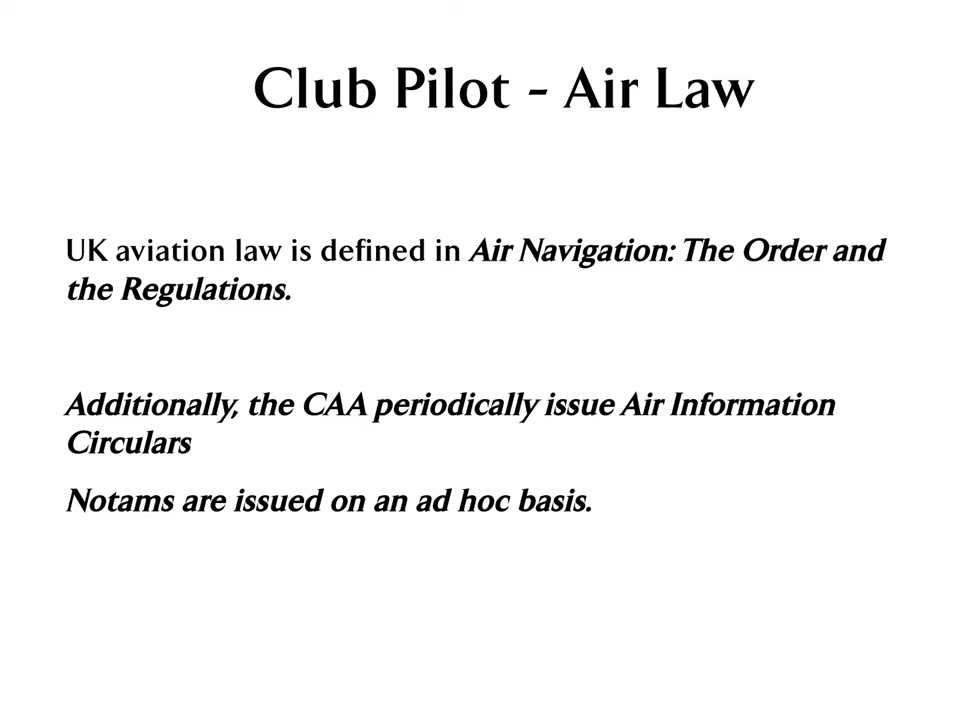 Club Pilot - Air Law
UK aviation law is defined in Air Navigation: The Order and
the Regulations.
Additionally, the CAA periodically issue Air Information
Circulars
Notams are issued on an ad hoc basis.